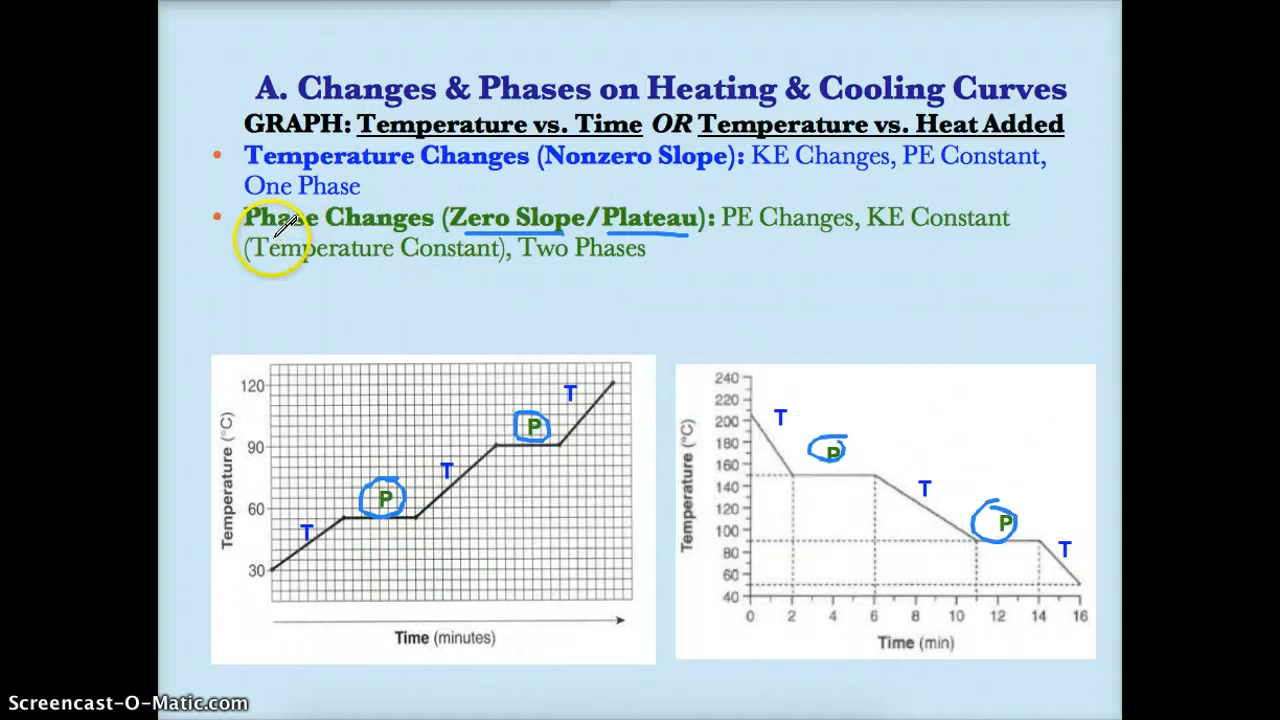 A. Changes & Phases on Heating & Cooling Curves
GRAPH: Temperature vs. Time OR Temperature vs. Heat Added
• Temperature Changes (Nonzero Slope): KE Changes, PE Constant,
One Phase
• Phase Changes (Zero Slope/Plateau): PE Changes, KE Constant
(Temperature Constant), Two Phases
120
90
60
30
Temperature (°C)
T
P
T
P
T
Time (minutes)
240
220
200
180
160
140
120
100
80
60
40
Temperature (°C)
T
P
T
P
T
0 2 4 6 8 10 12 14 16
Time (min)
Screencast-O-Matic.com